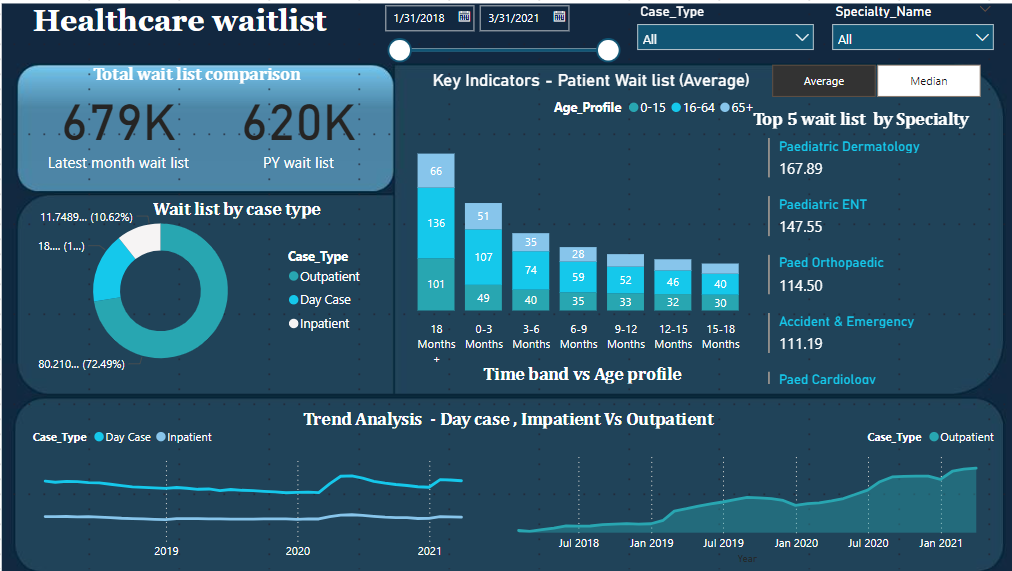 Healthcare waitlist
1/31/2018
3/31/2021
Case_Type
All
Specialty_Name
All
Total wait list comparison
679K
620K
Latest month wait list
PY wait list
Wait list by case type
11.7489... (10.62%)
18.... (1...)
80.210... (72.49%)
Case_Type
Outpatient
Day Case
Inpatient
Key Indicators - Patient Wait list (Average)
Average
Median
Age_Profile 0-15 16-64 65+
66
136
101
51
107
49
35
74
40
28
59
35
52
33
46
32
40
30
18 Months +
0-3 Months
3-6 Months
6-9 Months
9-12 Months
12-15 Months
15-18 Months
Time band vs Age profile
Top 5 wait list by Specialty
Paediatric Dermatology
167.89
Paediatric ENT
147.55
Paed Orthopaedic
114.50
Accident & Emergency
111.19
Paed Cardiology
Trend Analysis - Day case , Impatient Vs Outpatient
Case_Type Day Case Inpatient
2019
2020
2021
Case_Type Outpatient
Jul 2018
Jan 2019
Jul 2019
Jan 2020
Jul 2020
Jan 2021
Year